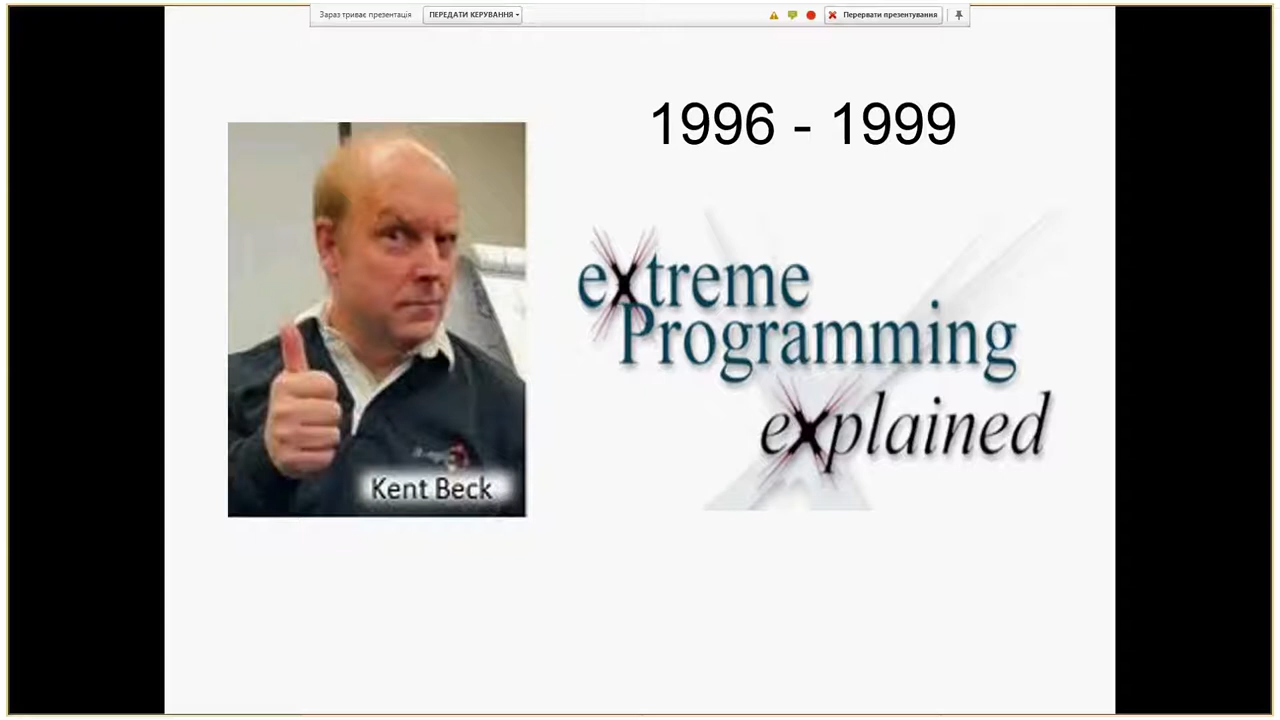 Зараз триває презентація
ПЕРЕДАТИ КЕРУВАННЯ
Перервати презентування
1996 - 1999
extreme
Programming
explained
Kent Beck